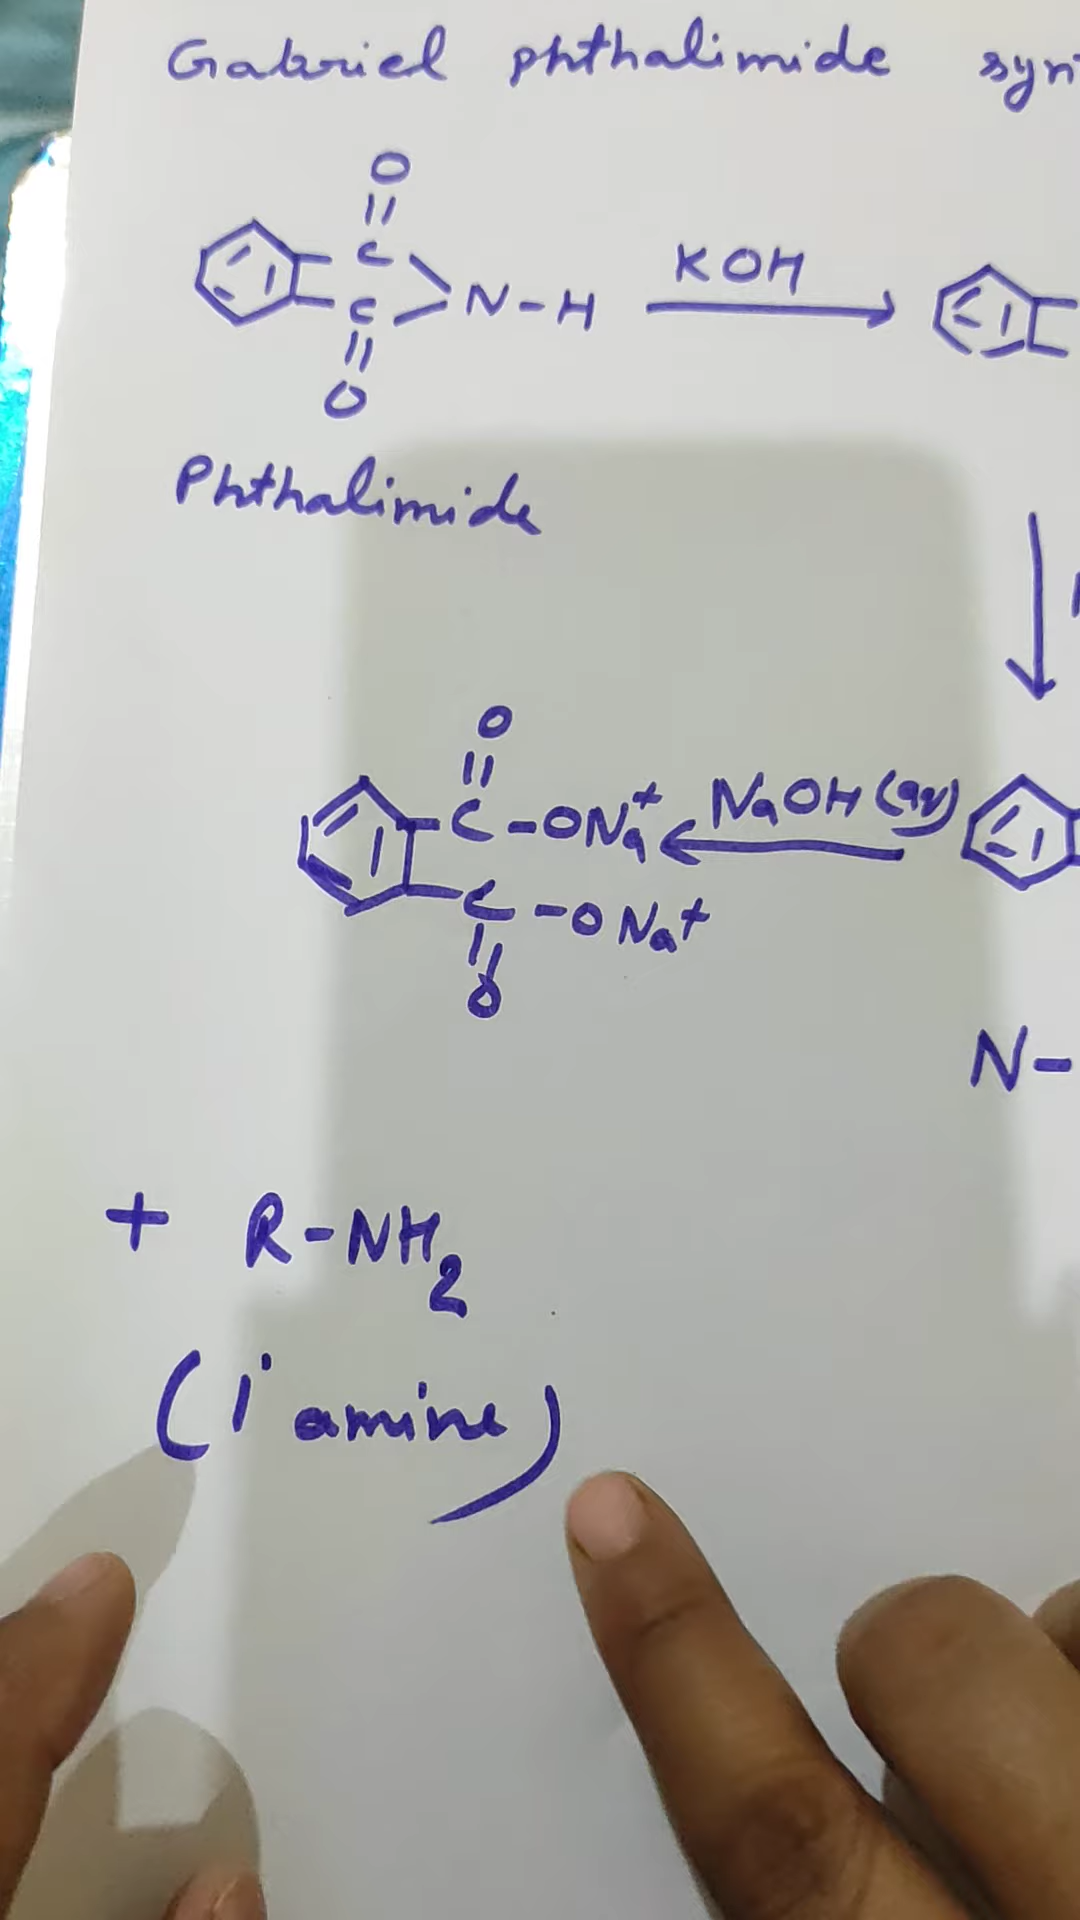 Gabriel phthalimide syn
O
||
C
N-H
KOH
C
||
O
Phthalimide
O
||
C-ONa+
NaOH (aq)
C-ONa+
||
O
N-
+ R-NH2
(1° amine)